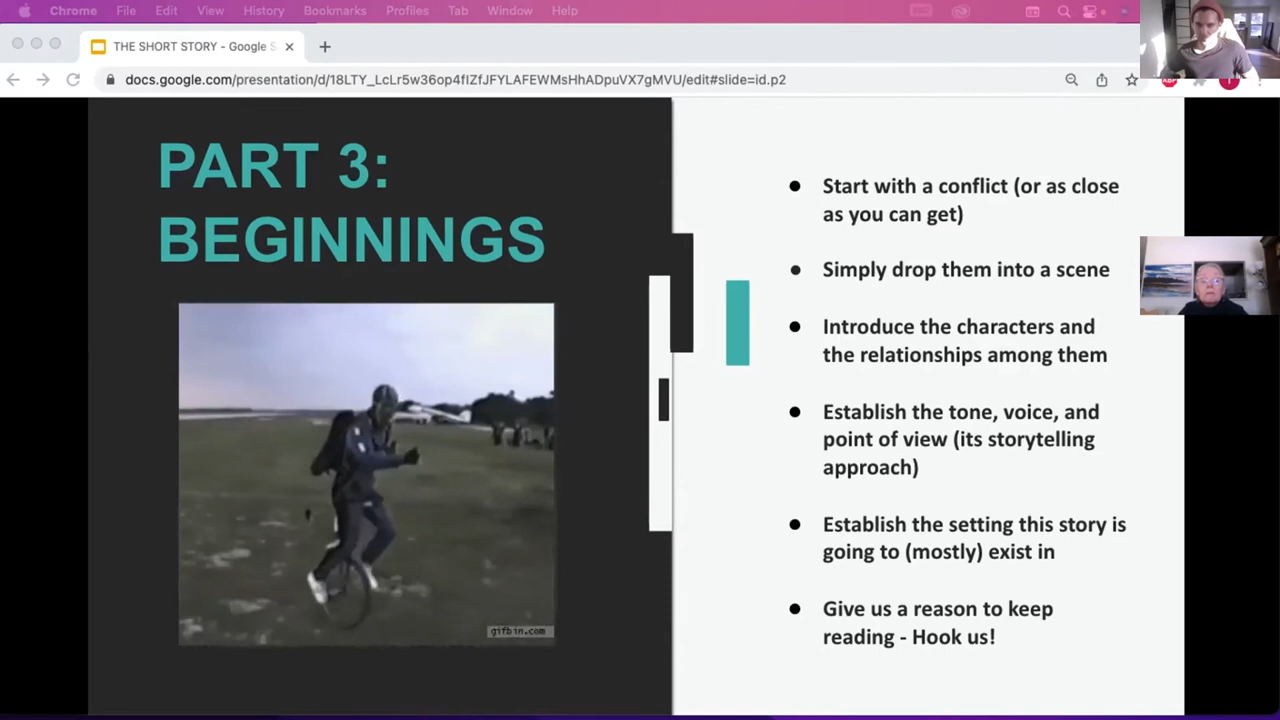 Chrome File Edit View History Bookmarks Profiles Tab Window Help
THE SHORT STORY - Google S
docs.google.com/presentation/d/18LTY_LcLr5w36op4fIZfJFYLAFEWMsHhADpuVX7gMVU/edit#slide=id.p2
PART 3:
BEGINNINGS
gifbin.com
● Start with a conflict (or as close
as you can get)
● Simply drop them into a scene
● Introduce the characters and
the relationships among them
● Establish the tone, voice, and
point of view (its storytelling
approach)
● Establish the setting this story is
going to (mostly) exist in
● Give us a reason to keep
reading - Hook us!